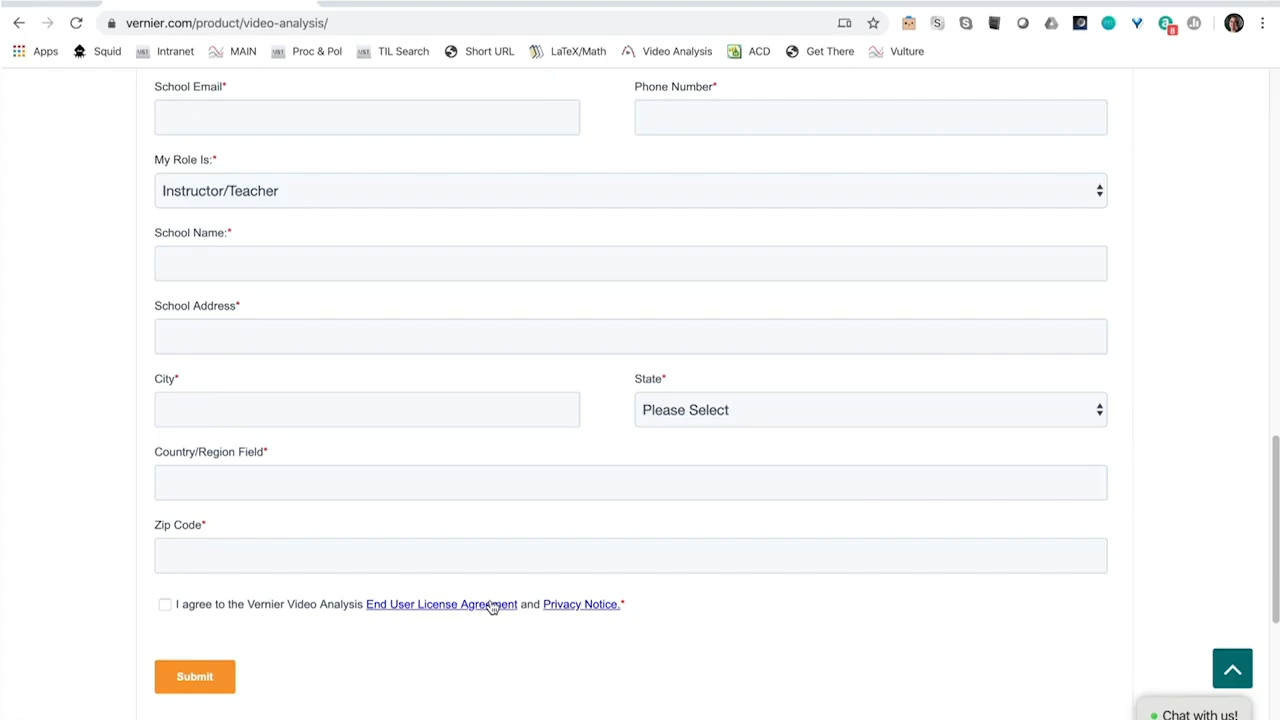 vernier.com/product/video-analysis/
8
Apps Squid Intranet MAIN Proc & Pol TIL Search Short URL LaTeX/Math Video Analysis ACD Get There Vulture
School Email* Phone Number*
My Role Is:*
Instructor/Teacher
School Name:*
School Address*
City* State*
Please Select
Country/Region Field*
Zip Code*
I agree to the Vernier Video Analysis End User License Agreement and Privacy Notice.*
Submit
Chat with us!